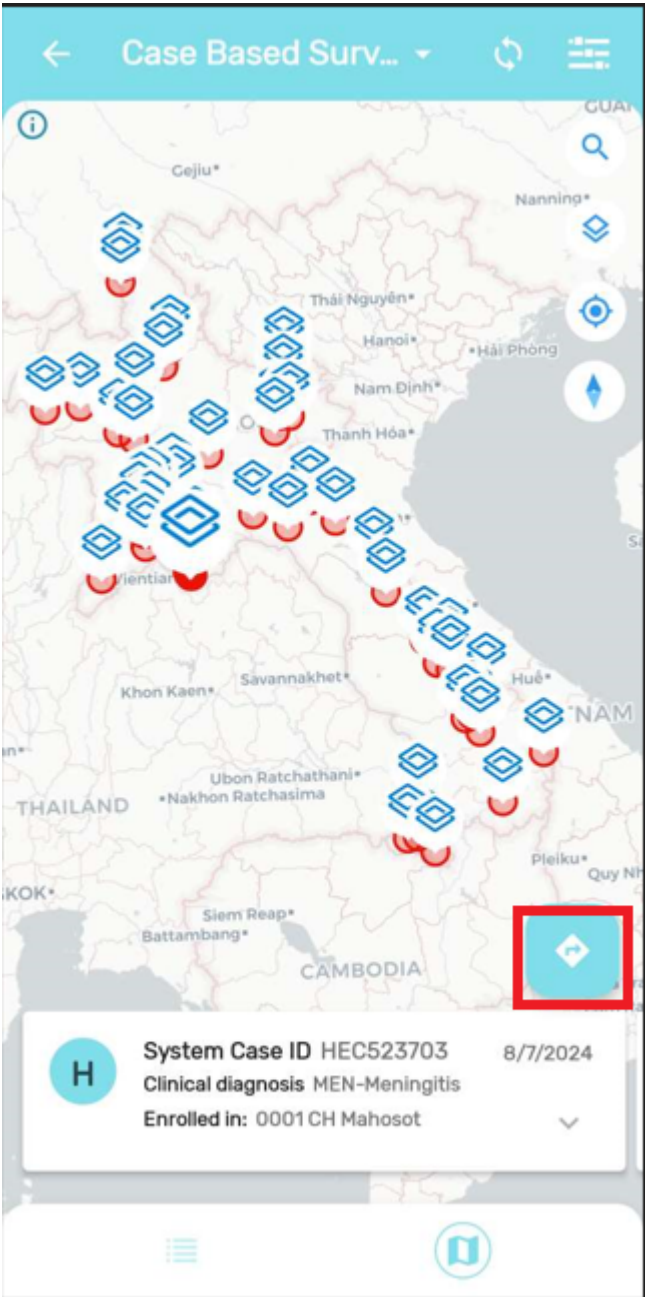 Case Based Surv...
GUAN
Gejiu
Nanning
Thái Nguyên
Hanoi
Hải Phòng
Nam Định
Thanh Hóa
Vientian
Savannakhet
Huế
Khon Kaen
NAM
Ubon Ratchathani
Nakhon Ratchasima
THAILAND
Pleiku
Quy Nh
KOK
Siem Reap
Battambang
CAMBODIA
H
System Case ID HEC523703
8/7/2024
Clinical diagnosis MEN-Meningitis
Enrolled in: 0001 CH Mahosot